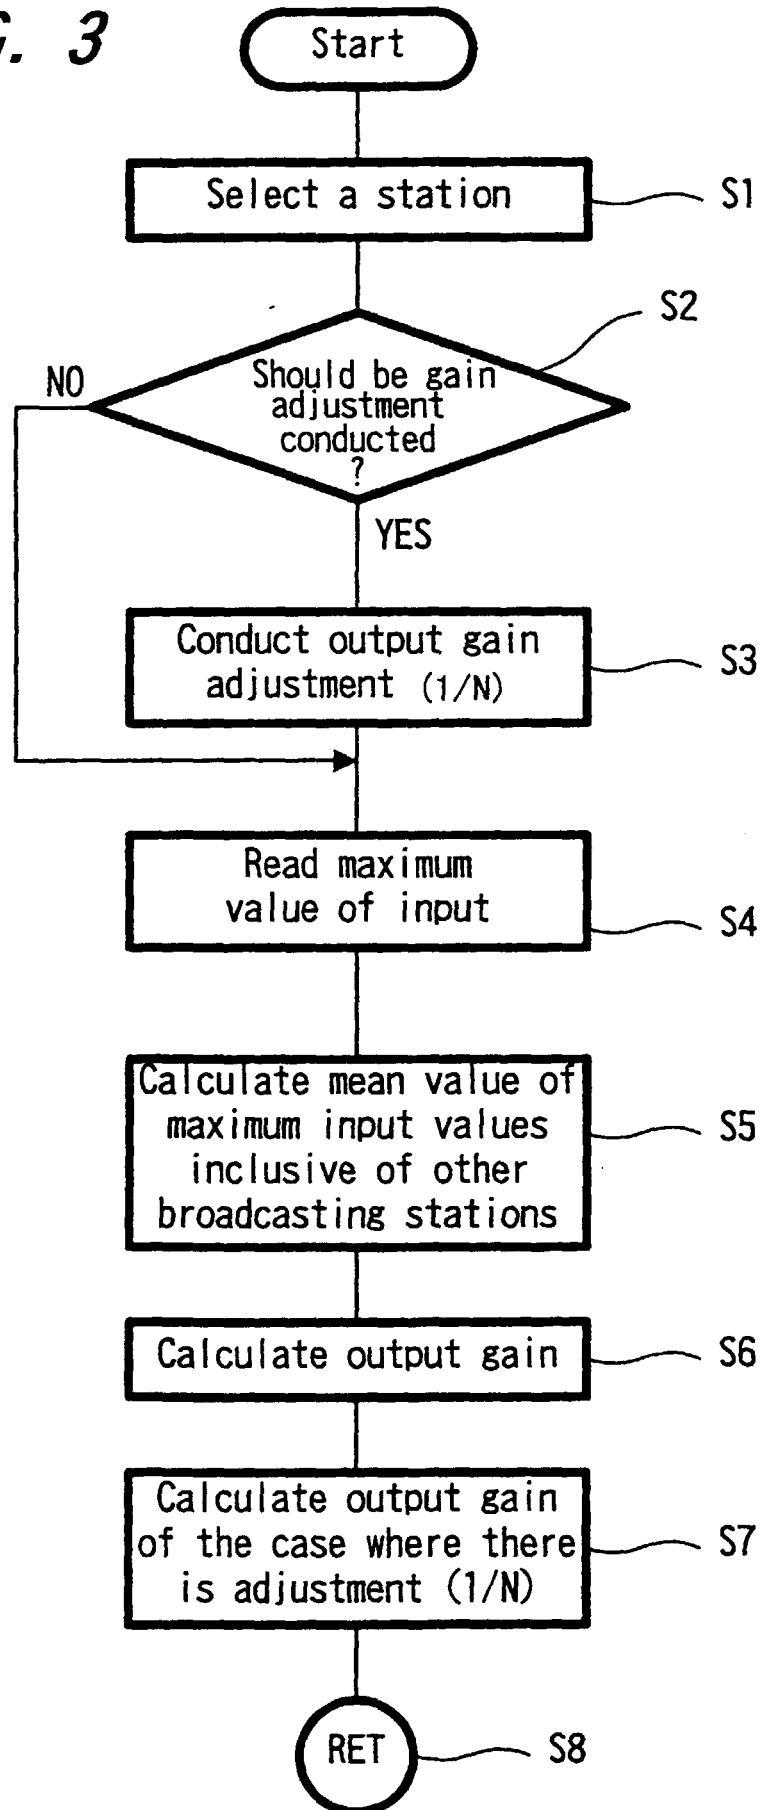 G. 3
Start
Select a station
S1
S2
NO
Should be gain
adjustment
conducted
?
YES
Conduct output gain
adjustment (1/N)
S3
Read maximum
value of input
S4
Calculate mean value of
maximum input values
inclusive of other
broadcasting stations
S5
Calculate output gain
S6
Calculate output gain
of the case where there
is adjustment (1/N)
S7
RET
S8